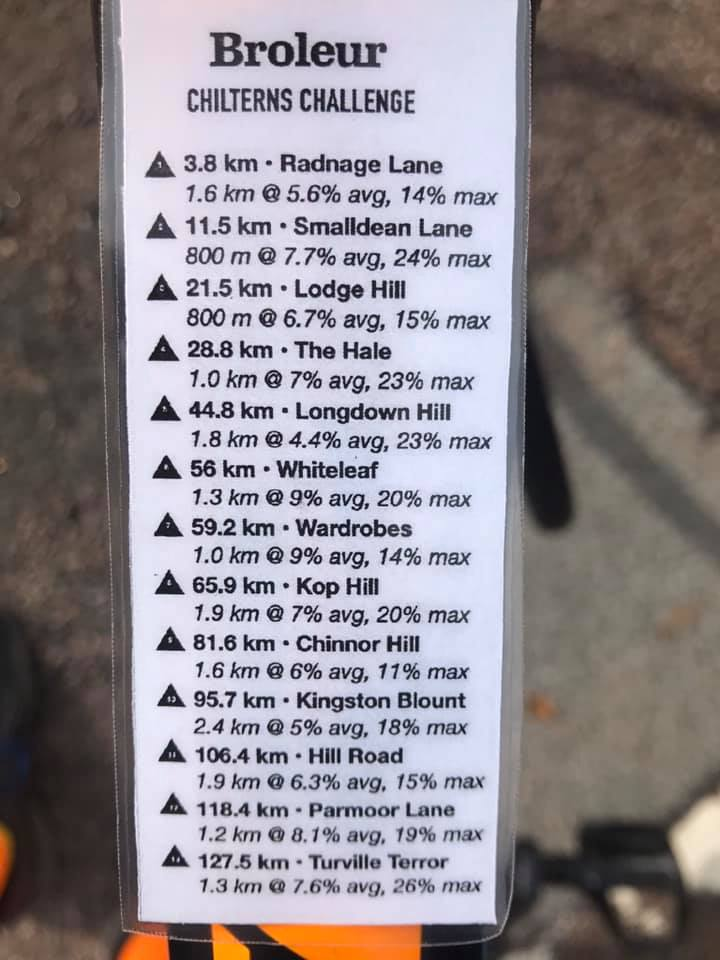 Broleur
CHILTERNS CHALLENGE
1 3.8 km • Radnage Lane
1.6 km @ 5.6% avg, 14% max
2 11.5 km • Smalldean Lane
800 m @ 7.7% avg, 24% max
21.5 km • Lodge Hill
800 m @ 6.7% avg, 15% max
28.8 km • The Hale
1.0 km @ 7% avg, 23% max
44.8 km • Longdown Hill
1.8 km @ 4.4% avg, 23% max
56 km • Whiteleaf
1.3 km @ 9% avg, 20% max
7 59.2 km • Wardrobes
1.0 km @ 9% avg, 14% max
65.9 km • Kop Hill
1.9 km @ 7% avg, 20% max
81.6 km • Chinnor Hill
1.6 km @ 6% avg, 11% max
95.7 km • Kingston Blount
2.4 km @ 5% avg, 18% max
11 106.4 km • Hill Road
1.9 km @ 6.3% avg, 15% max
118.4 km • Parmoor Lane
1.2 km @ 8.1% avg, 19% max
127.5 km • Turville Terror
1.3 km @ 7.6% avg, 26% max